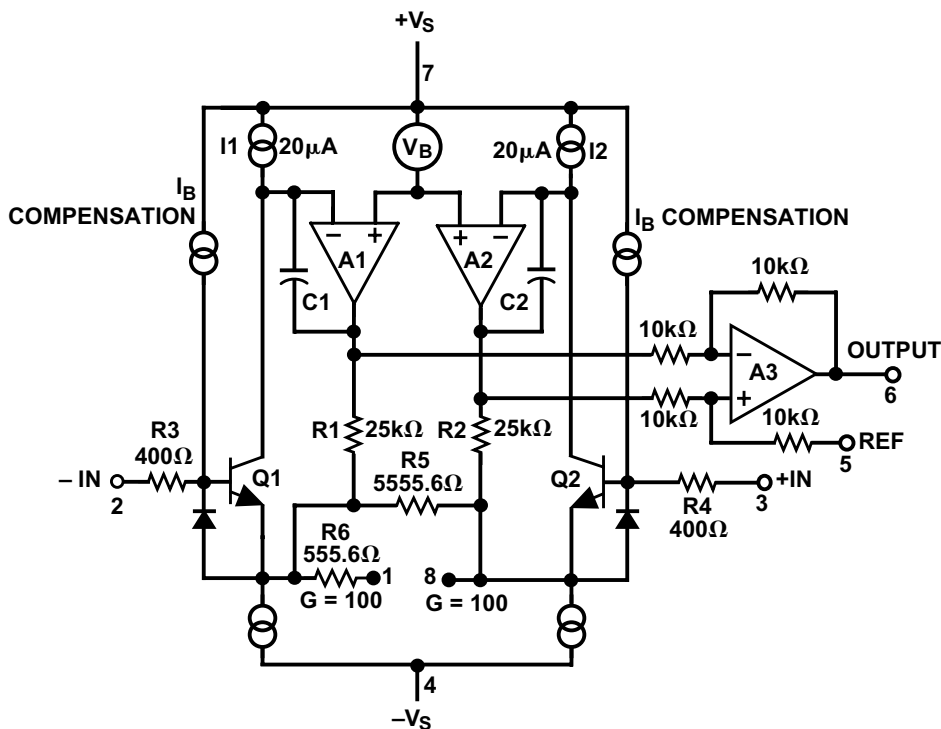 +VS
7
I1
20µA
VB
20µA
I2
IB
COMPENSATION
IB COMPENSATION
−
+
A1
+
−
A2
C1
C2
10kΩ
10kΩ
−
A3
+
OUTPUT
6
10kΩ
10kΩ
REF
5
R1
25kΩ
R2
25kΩ
R3
400Ω
R5
5555.6Ω
− IN
2
Q1
Q2
+IN
3
R4
400Ω
R6
555.6Ω
1
8
G = 100
G = 100
4
−VS